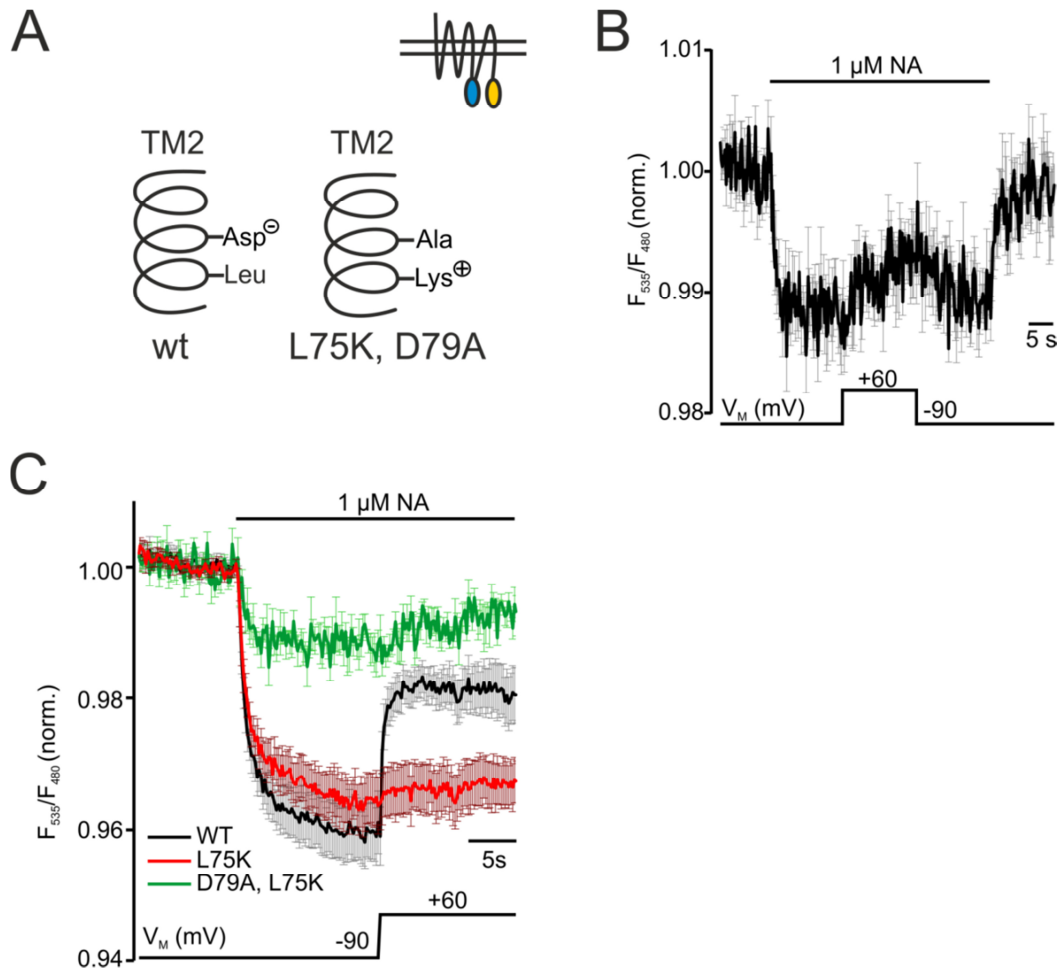 A
TM2 TM2
Asp⊖ Ala
Leu Lys⊕
wt L75K, D79A
B
1.01
1 µM NA
1.00
F535/F480 (norm.)
0.99
5 s
+60
0.98
VM (mV) -90
C
1 µM NA
1.00
0.98
F535/F480 (norm.)
0.96
WT
L75K
D79A, L75K
5s
+60
VM (mV) -90
0.94